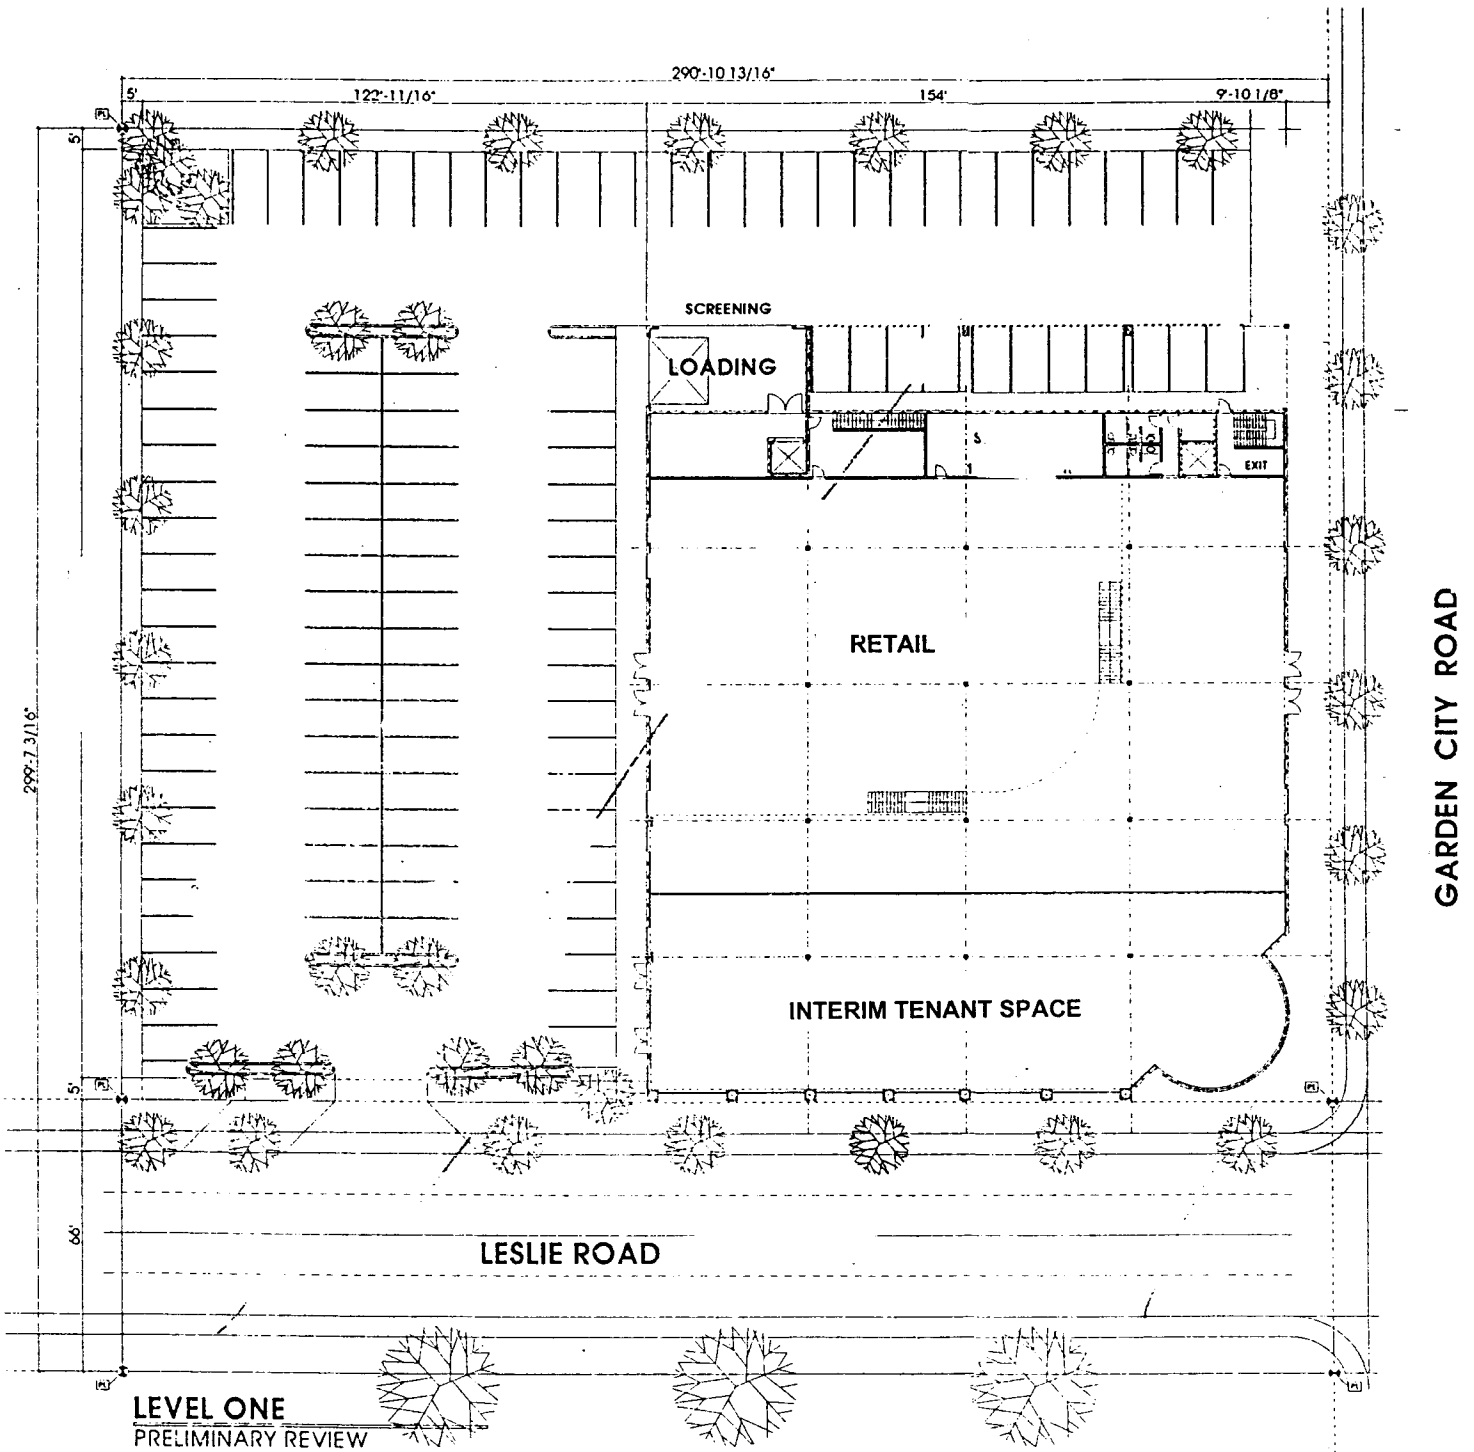 290'-10 13/16"
5'
122'-11/16"
154'
9'-10 1/8"
5'
SCREENING
LOADING
S.
EXIT
RETAIL
GARDEN CITY ROAD
299'-7 3/16"
INTERIM TENANT SPACE
5'
66'
LESLIE ROAD
LEVEL ONE
PRELIMINARY REVIEW